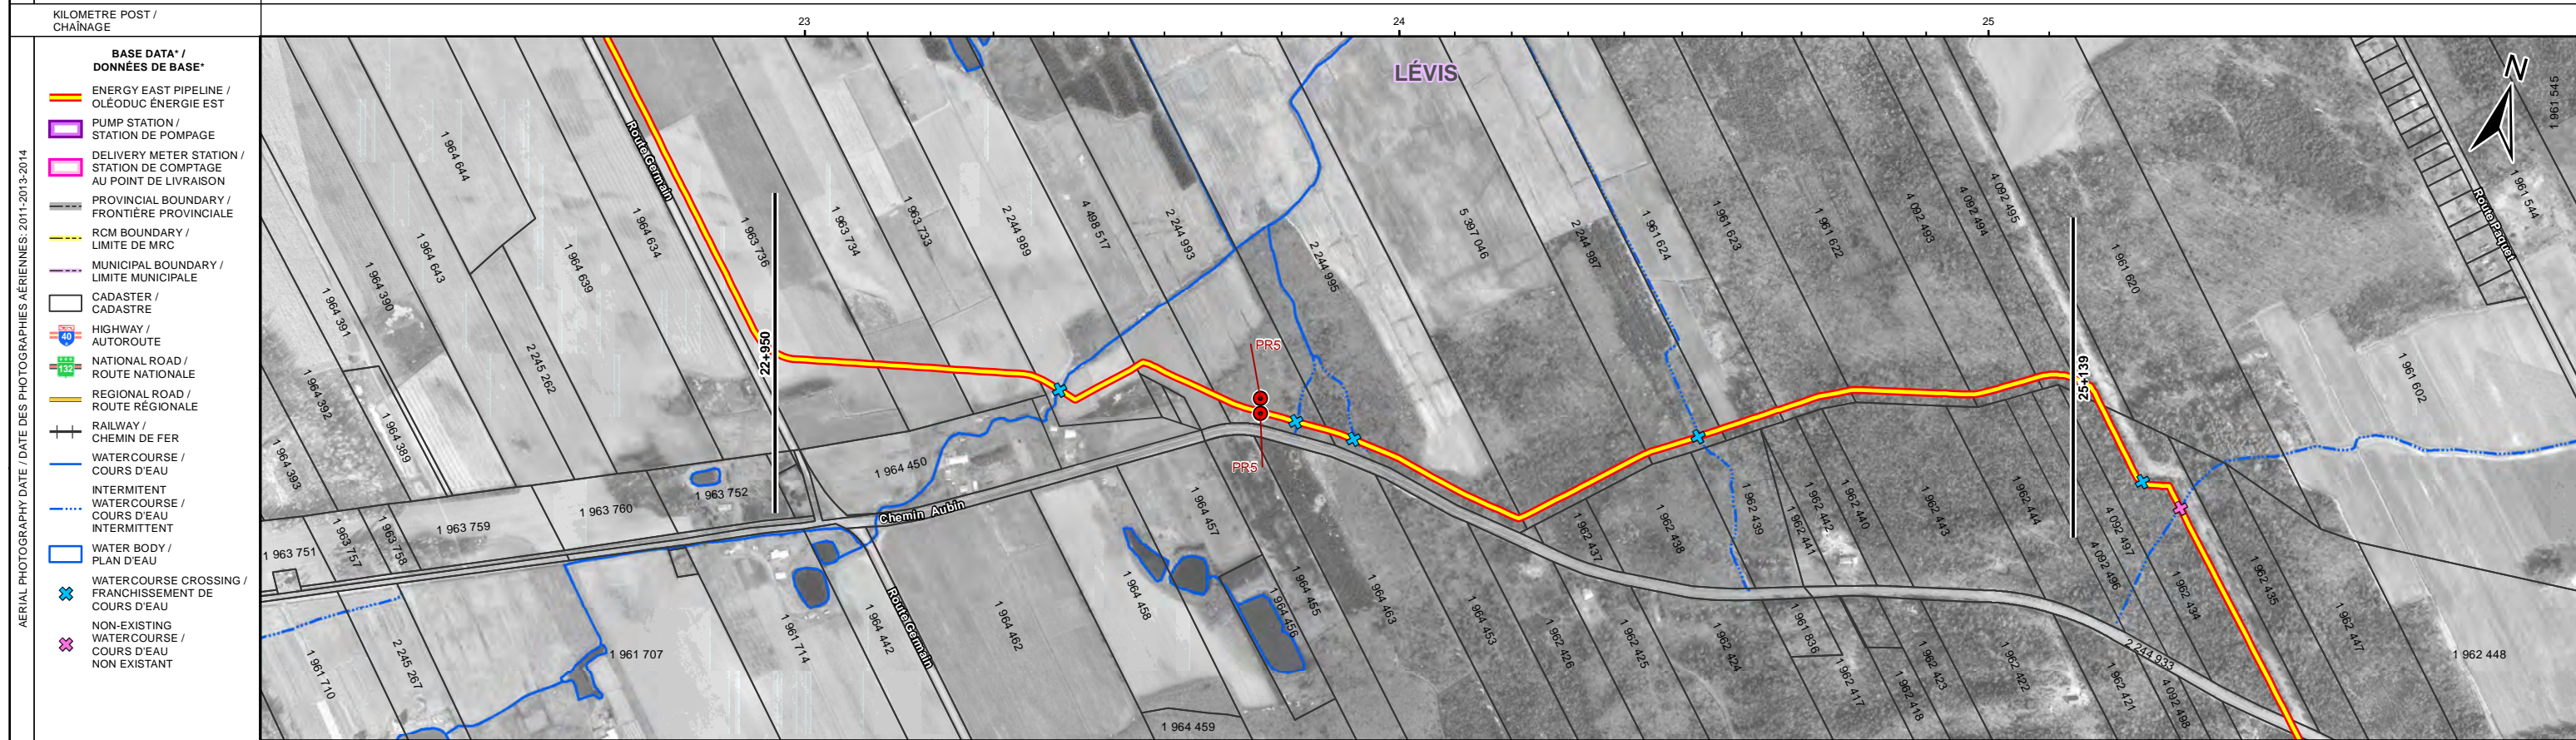 KILOMETRE POST /
CHAÎNAGE
23
24
25
AERIAL PHOTOGRAPHY DATE / DATE DES PHOTOGRAPHIES AÉRIENNES: 2011-2013-2014
BASE DATA* /
DONNÉES DE BASE*
ENERGY EAST PIPELINE /
OLÉODUC ÉNERGIE EST
PUMP STATION /
STATION DE POMPAGE
DELIVERY METER STATION /
STATION DE COMPTAGE
AU POINT DE LIVRAISON
PROVINCIAL BOUNDARY /
FRONTIÈRE PROVINCIALE
RCM BOUNDARY /
LIMITE DE MRC
MUNICIPAL BOUNDARY /
LIMITE MUNICIPALE
CADASTER /
CADASTRE
40
HIGHWAY /
AUTOROUTE
132
NATIONAL ROAD /
ROUTE NATIONALE
REGIONAL ROAD /
ROUTE RÉGIONALE
RAILWAY /
CHEMIN DE FER
WATERCOURSE /
COURS D'EAU
INTERMITENT
WATERCOURSE /
COURS D'EAU
INTERMITTENT
WATER BODY /
PLAN D'EAU
WATERCOURSE CROSSING /
FRANCHISSEMENT DE
COURS D'EAU
NON-EXISTING
WATERCOURSE /
COURS D'EAU
NON EXISTANT
LÉVIS
N
Route Germain
Route Paquet
Chemin Aubin
Route Germain
22+950
25+139
PR5
PR5
1 964 644
1 964 643
1 964 390
1 964 391
1 964 392
1 964 393
1 964 389
2 245 262
1 964 639
1 964 634
1 963 736
1 963 734
1 963 733
2 244 989
4 498 517
2 244 993
2 244 995
5 397 046
2 244 987
1 961 624
1 961 623
1 961 622
4 092 493
4 092 494
4 092 495
1 961 620
1 961 544
1 961 545
1 961 602
1 964 450
1 963 752
1 963 760
1 963 759
1 963 758
1 963 757
1 963 751
1 961 710
2 245 267
1 961 707
1 961 714
1 964 442
1 964 462
1 964 458
1 964 457
1 964 456
1 964 455
1 964 459
1 964 463
1 964 453
1 962 437
1 962 438
1 962 439
1 962 441
1 962 442
1 962 440
1 962 443
1 962 444
4 092 497
4 092 496
1 962 434
1 962 435
1 962 447
1 962 448
1 962 426
1 962 425
1 962 424
1 961 836
1 962 417
1 962 418
1 962 423
1 962 422
1 962 421
4 092 498
2 244 933